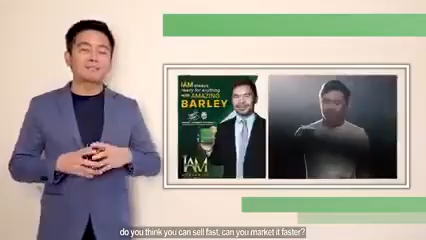 IAM always
ready for anything
with AMAZING
BARLEY
IAM
do you think you can sell fast, can you market it faster?